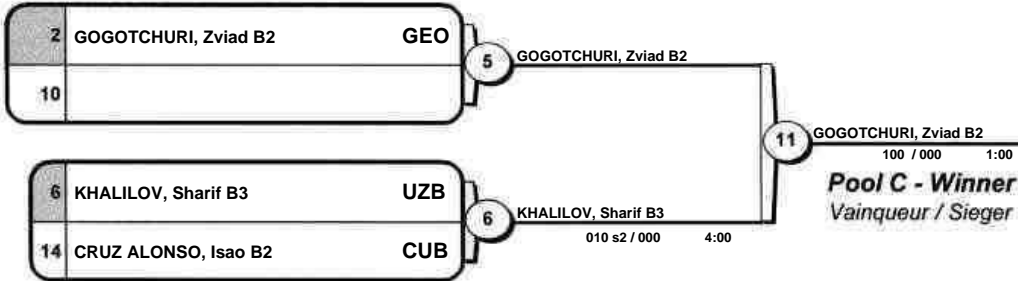 2 GOGOTCHURI, Zviad B2 GEO
10
5
GOGOTCHURI, Zviad B2
6 KHALILOV, Sharif B3 UZB
14 CRUZ ALONSO, Isao B2 CUB
6
KHALILOV, Sharif B3
010 s2 / 000 4:00
11
GOGOTCHURI, Zviad B2
100 / 000 1:00
Pool C - Winner
Vainqueur / Sieger